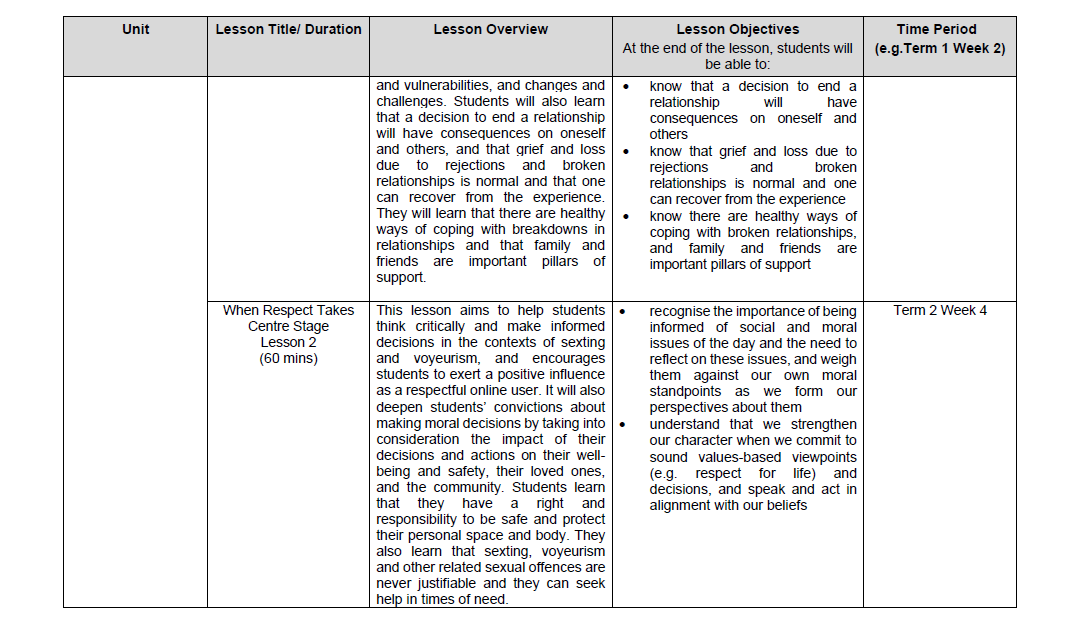 Unit
Lesson Title/ Duration
Lesson Overview
Lesson Objectives
At the end of the lesson, students will
be able to:
Time Period
(e.g.Term 1 Week 2)
and vulnerabilities, and changes and
challenges. Students will also learn
that a decision to end a relationship
will have consequences on oneself
and others, and that grief and loss
due to rejections and broken
relationships is normal and that one
can recover from the experience.
They will learn that there are healthy
ways of coping with breakdowns in
relationships and that family and
friends are important pillars of
support.
• know that a decision to end a
relationship will have
consequences on oneself and
others
• know that grief and loss due to
rejections and broken
relationships is normal and one
can recover from the experience
• know there are healthy ways of
coping with broken relationships,
and family and friends are
important pillars of support
When Respect Takes
Centre Stage
Lesson 2
(60 mins)
This lesson aims to help students
think critically and make informed
decisions in the contexts of sexting
and voyeurism, and encourages
students to exert a positive influence
as a respectful online user. It will also
deepen students' convictions about
making moral decisions by taking into
consideration the impact of their
decisions and actions on their well-
being and safety, their loved ones,
and the community. Students learn
that they have a right and
responsibility to be safe and protect
their personal space and body. They
also learn that sexting, voyeurism
and other related sexual offences are
never justifiable and they can seek
help in times of need.
• recognise the importance of being
informed of social and moral
issues of the day and the need to
reflect on these issues, and weigh
them against our own moral
standpoints as we form our
perspectives about them
• understand that we strengthen
our character when we commit to
sound values-based viewpoints
(e.g. respect for life) and
decisions, and speak and act in
alignment with our beliefs
Term 2 Week 4